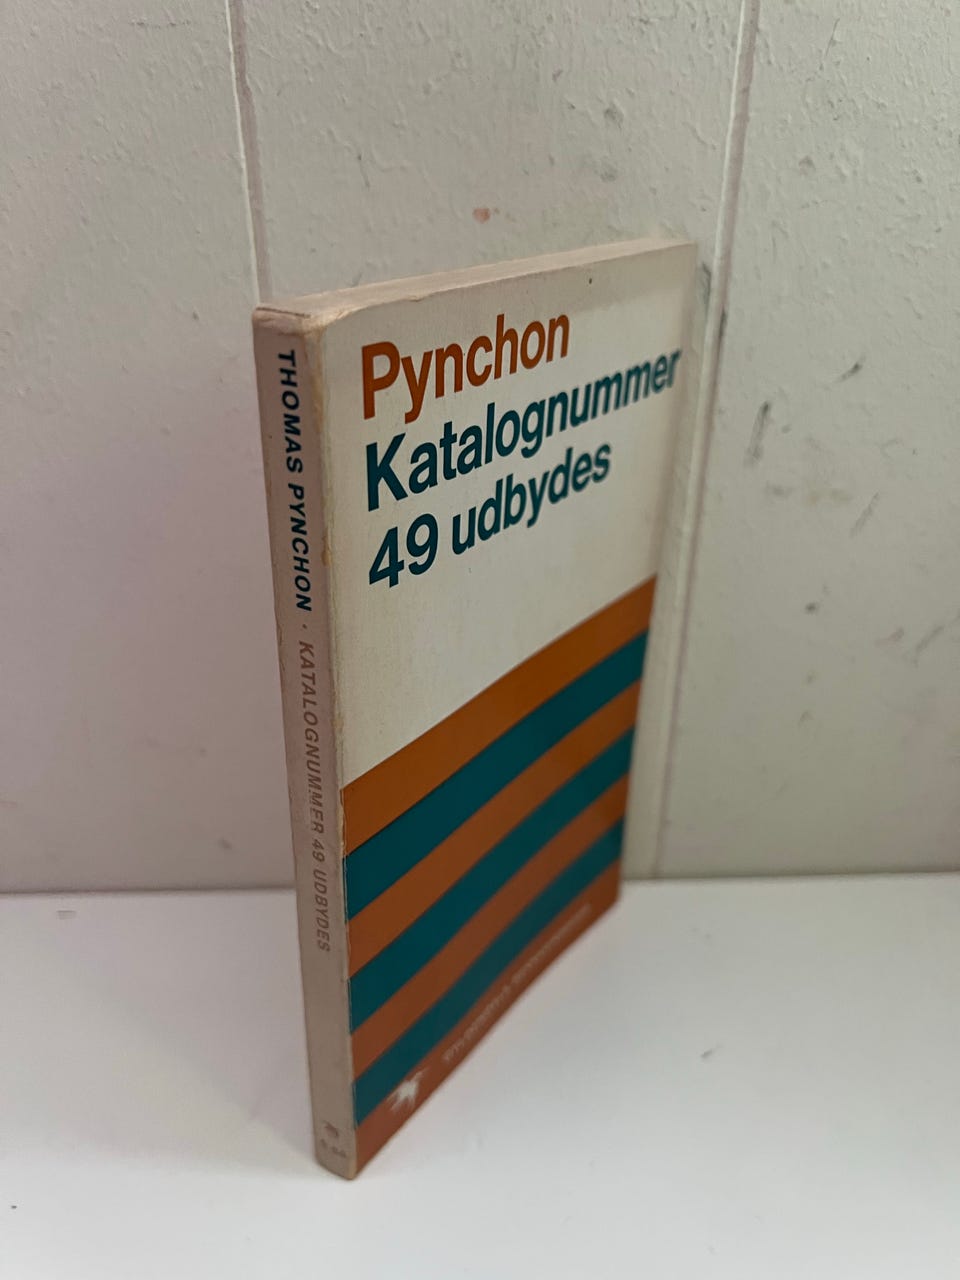 THOMAS PYNCHON · KATALOGNUMMER 49 UDBYDES
Pynchon
Katalognummer
49 udbydes